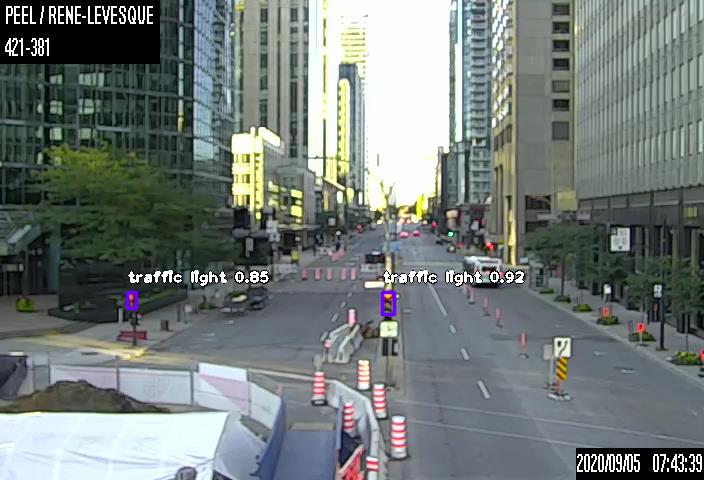 PEEL / RENE-LEVESQUE
421-381
traffic light 0.85
traffic light 0.92
2020/09/05 07:43:39